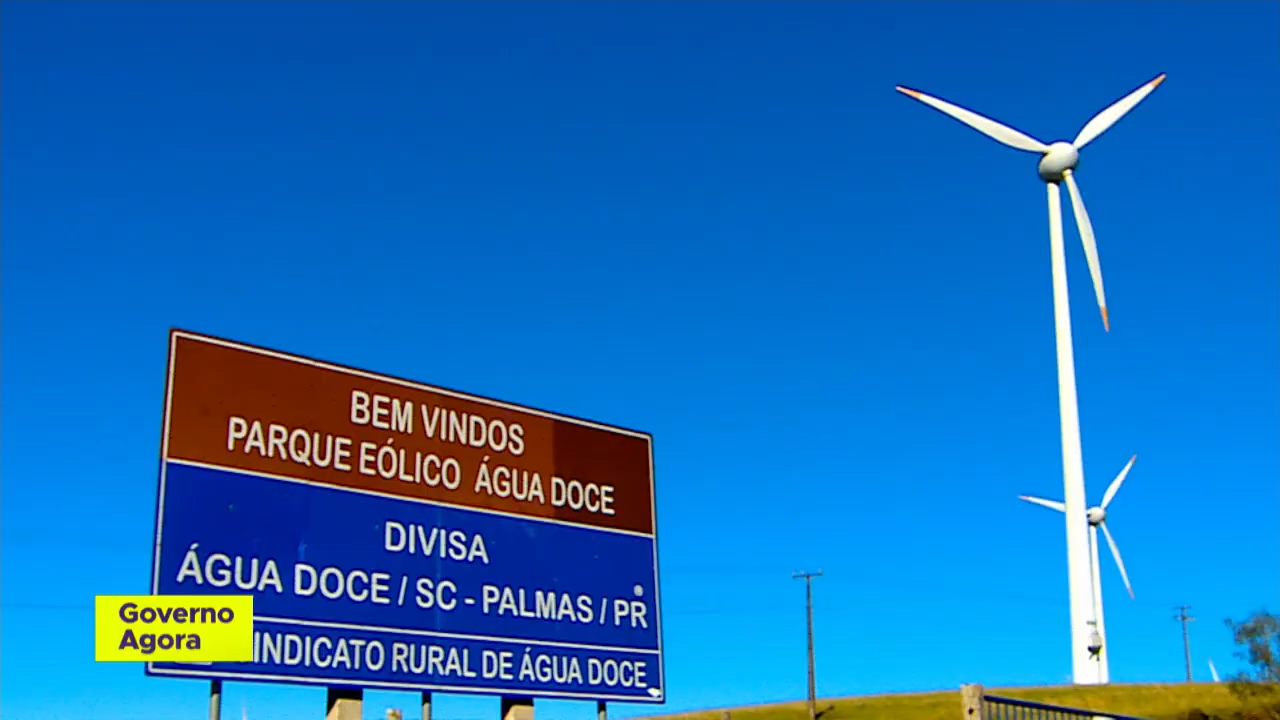 BEM VINDOS
PARQUE EÓLICO ÁGUA DOCE
DIVISA
ÁGUA DOCE / SC - PALMAS / PR
INDICATO RURAL DE ÁGUA DOCE
Governo
Agora